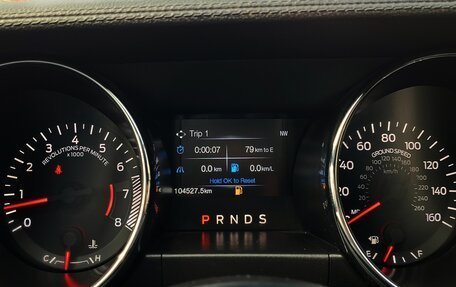 Trip 1 NW
0:00:07 79 km to E
0.0 km 0.0 km/L
Hold OK to Reset
104527.5 km
P R N D S
0 1 2 3 4 5 6 7 8
REVOLUTIONS PER MINUTE
x1000
C H
40 60 80 100 120 140 160
GROUND SPEED
km/h
E F